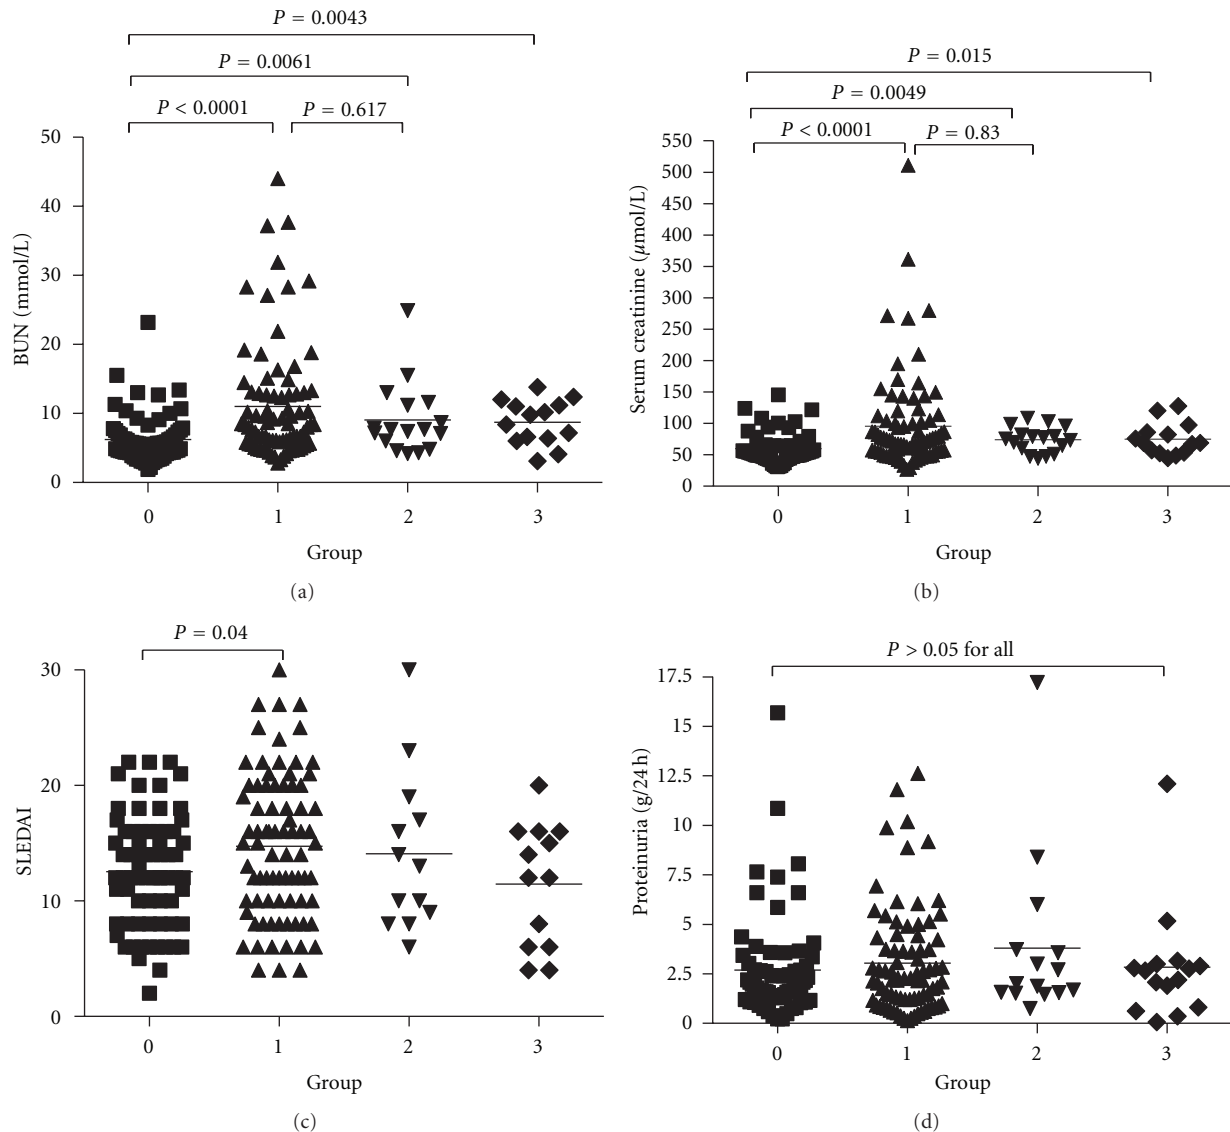 P = 0.0043
P = 0.0061
P < 0.0001
P = 0.617
50
40
30
20
10
0
BUN (mmol/L)
0 1 2 3
Group
(a)
P = 0.015
P = 0.0049
P < 0.0001
P = 0.83
550
500
450
400
350
300
250
200
150
100
50
0
Serum creatinine (μmol/L)
0 1 2 3
Group
(b)
P = 0.04
30
20
10
0
SLEDAI
0 1 2 3
Group
(c)
P > 0.05 for all
17.5
15
12.5
10
7.5
5
2.5
0
Proteinuria (g/24 h)
0 1 2 3
Group
(d)